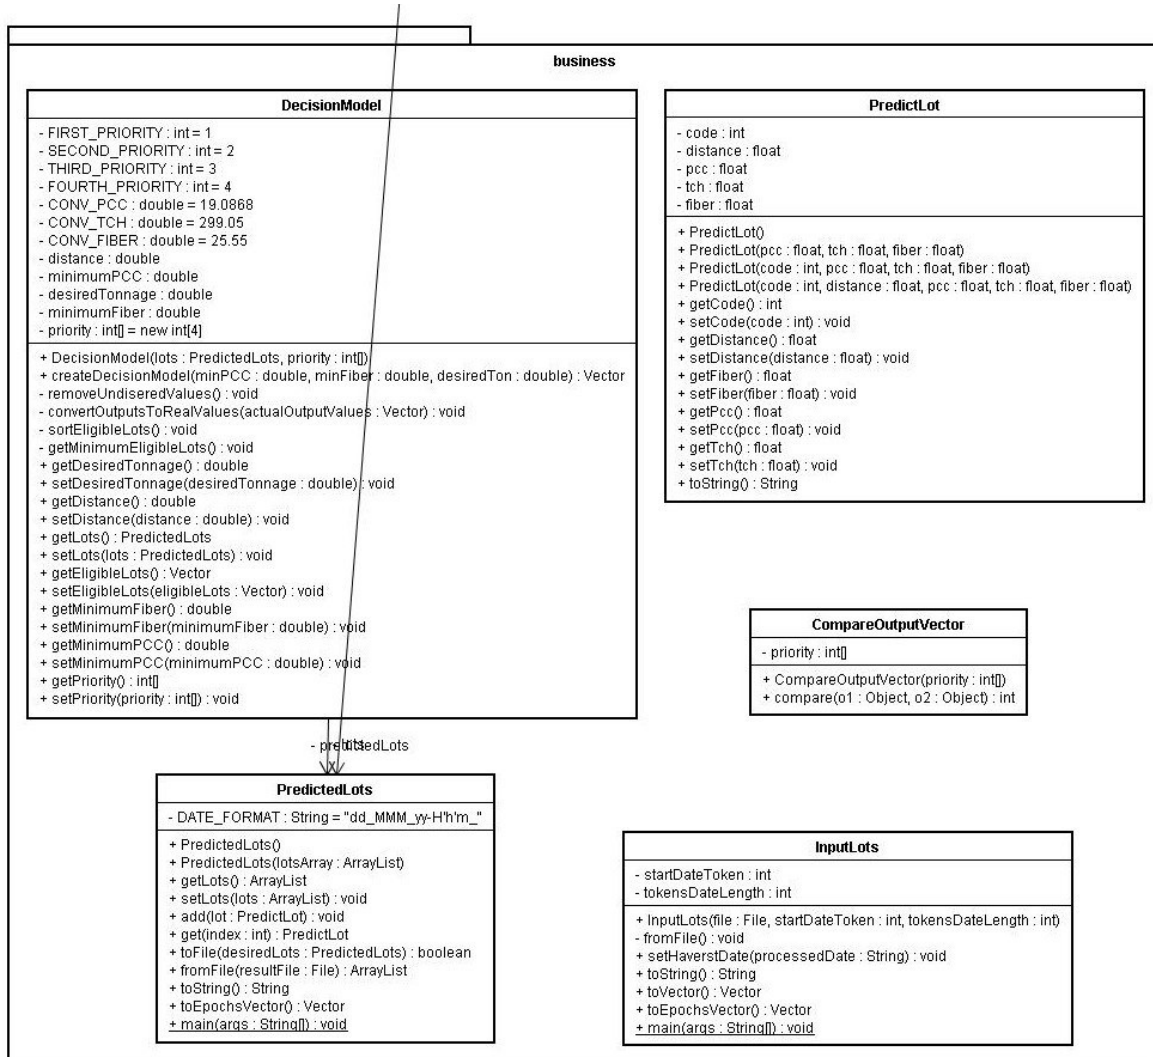 business
DecisionModel
- FIRST_PRIORITY : int = 1
- SECOND_PRIORITY : int = 2
- THIRD_PRIORITY : int = 3
- FOURTH_PRIORITY : int = 4
- CONV_PCC : double = 19.0868
- CONV_TCH : double = 299.05
- CONV_FIBER : double = 25.55
- distance : double
- minimumPCC : double
- desiredTonnage : double
- minimumFiber : double
- priority : int[] = new int[4]
+ DecisionModel(lots : PredictedLots, priority : int[])
+ createDecisionModel(minPCC : double, minFiber : double, desiredTon : double) : Vector
- removeUndiseredValues() : void
- convertOutputsToRealValues(actualOutputValues : Vector) : void
- sortEligibleLots() : void
- getMinimumEligibleLots() : void
+ getDesiredTonnage() : double
+ setDesiredTonnage(desiredTonnage : double) : void
+ getDistance() : double
+ setDistance(distance : double) : void
+ getLots() : PredictedLots
+ setLots(lots : PredictedLots) : void
+ getEligibleLots() : Vector
+ setEligibleLots(eligibleLots : Vector) : void
+ getMinimumFiber() : double
+ setMinimumFiber(minimumFiber : double) : void
+ getMinimumPCC() : double
+ setMinimumPCC(minimumPCC : double) : void
+ getPriority() : int[]
+ setPriority(priority : int[]) : void
PredictLot
- code : int
- distance : float
- pcc : float
- tch : float
- fiber : float
+ PredictLot()
+ PredictLot(pcc : float, tch : float, fiber : float)
+ PredictLot(code : int, pcc : float, tch : float, fiber : float)
+ PredictLot(code : int, distance : float, pcc : float, tch : float, fiber : float)
+ getCode() : int
+ setCode(code : int) : void
+ getDistance() : float
+ setDistance(distance : float) : void
+ getFiber() : float
+ setFiber(fiber : float) : void
+ getPcc() : float
+ setPcc(pcc : float) : void
+ getTch() : float
+ setTch(tch : float) : void
+ toString() : String
CompareOutputVector
- priority : int[]
+ CompareOutputVector(priority : int[])
+ compare(o1 : Object, o2 : Object) : int
- predictedLots
PredictedLots
- DATE_FORMAT : String = "dd_MMM_yy-H'h'm_"
+ PredictedLots()
+ PredictedLots(lotsArray : ArrayList)
+ getLots() : ArrayList
+ setLots(lots : ArrayList) : void
+ add(lot : PredictLot) : void
+ get(index : int) : PredictLot
+ toFile(desiredLots : PredictedLots) : boolean
+ fromFile(resultFile : File) : ArrayList
+ toString() : String
+ toEpochsVector() : Vector
+ main(args : String[]) : void
InputLots
- startDateToken : int
- tokensDateLength : int
+ InputLots(file : File, startDateToken : int, tokensDateLength : int)
- fromFile() : void
+ setHaverstDate(processedDate : String) : void
+ toString() : String
+ toVector() : Vector
+ toEpochsVector() : Vector
+ main(args : String[]) : void